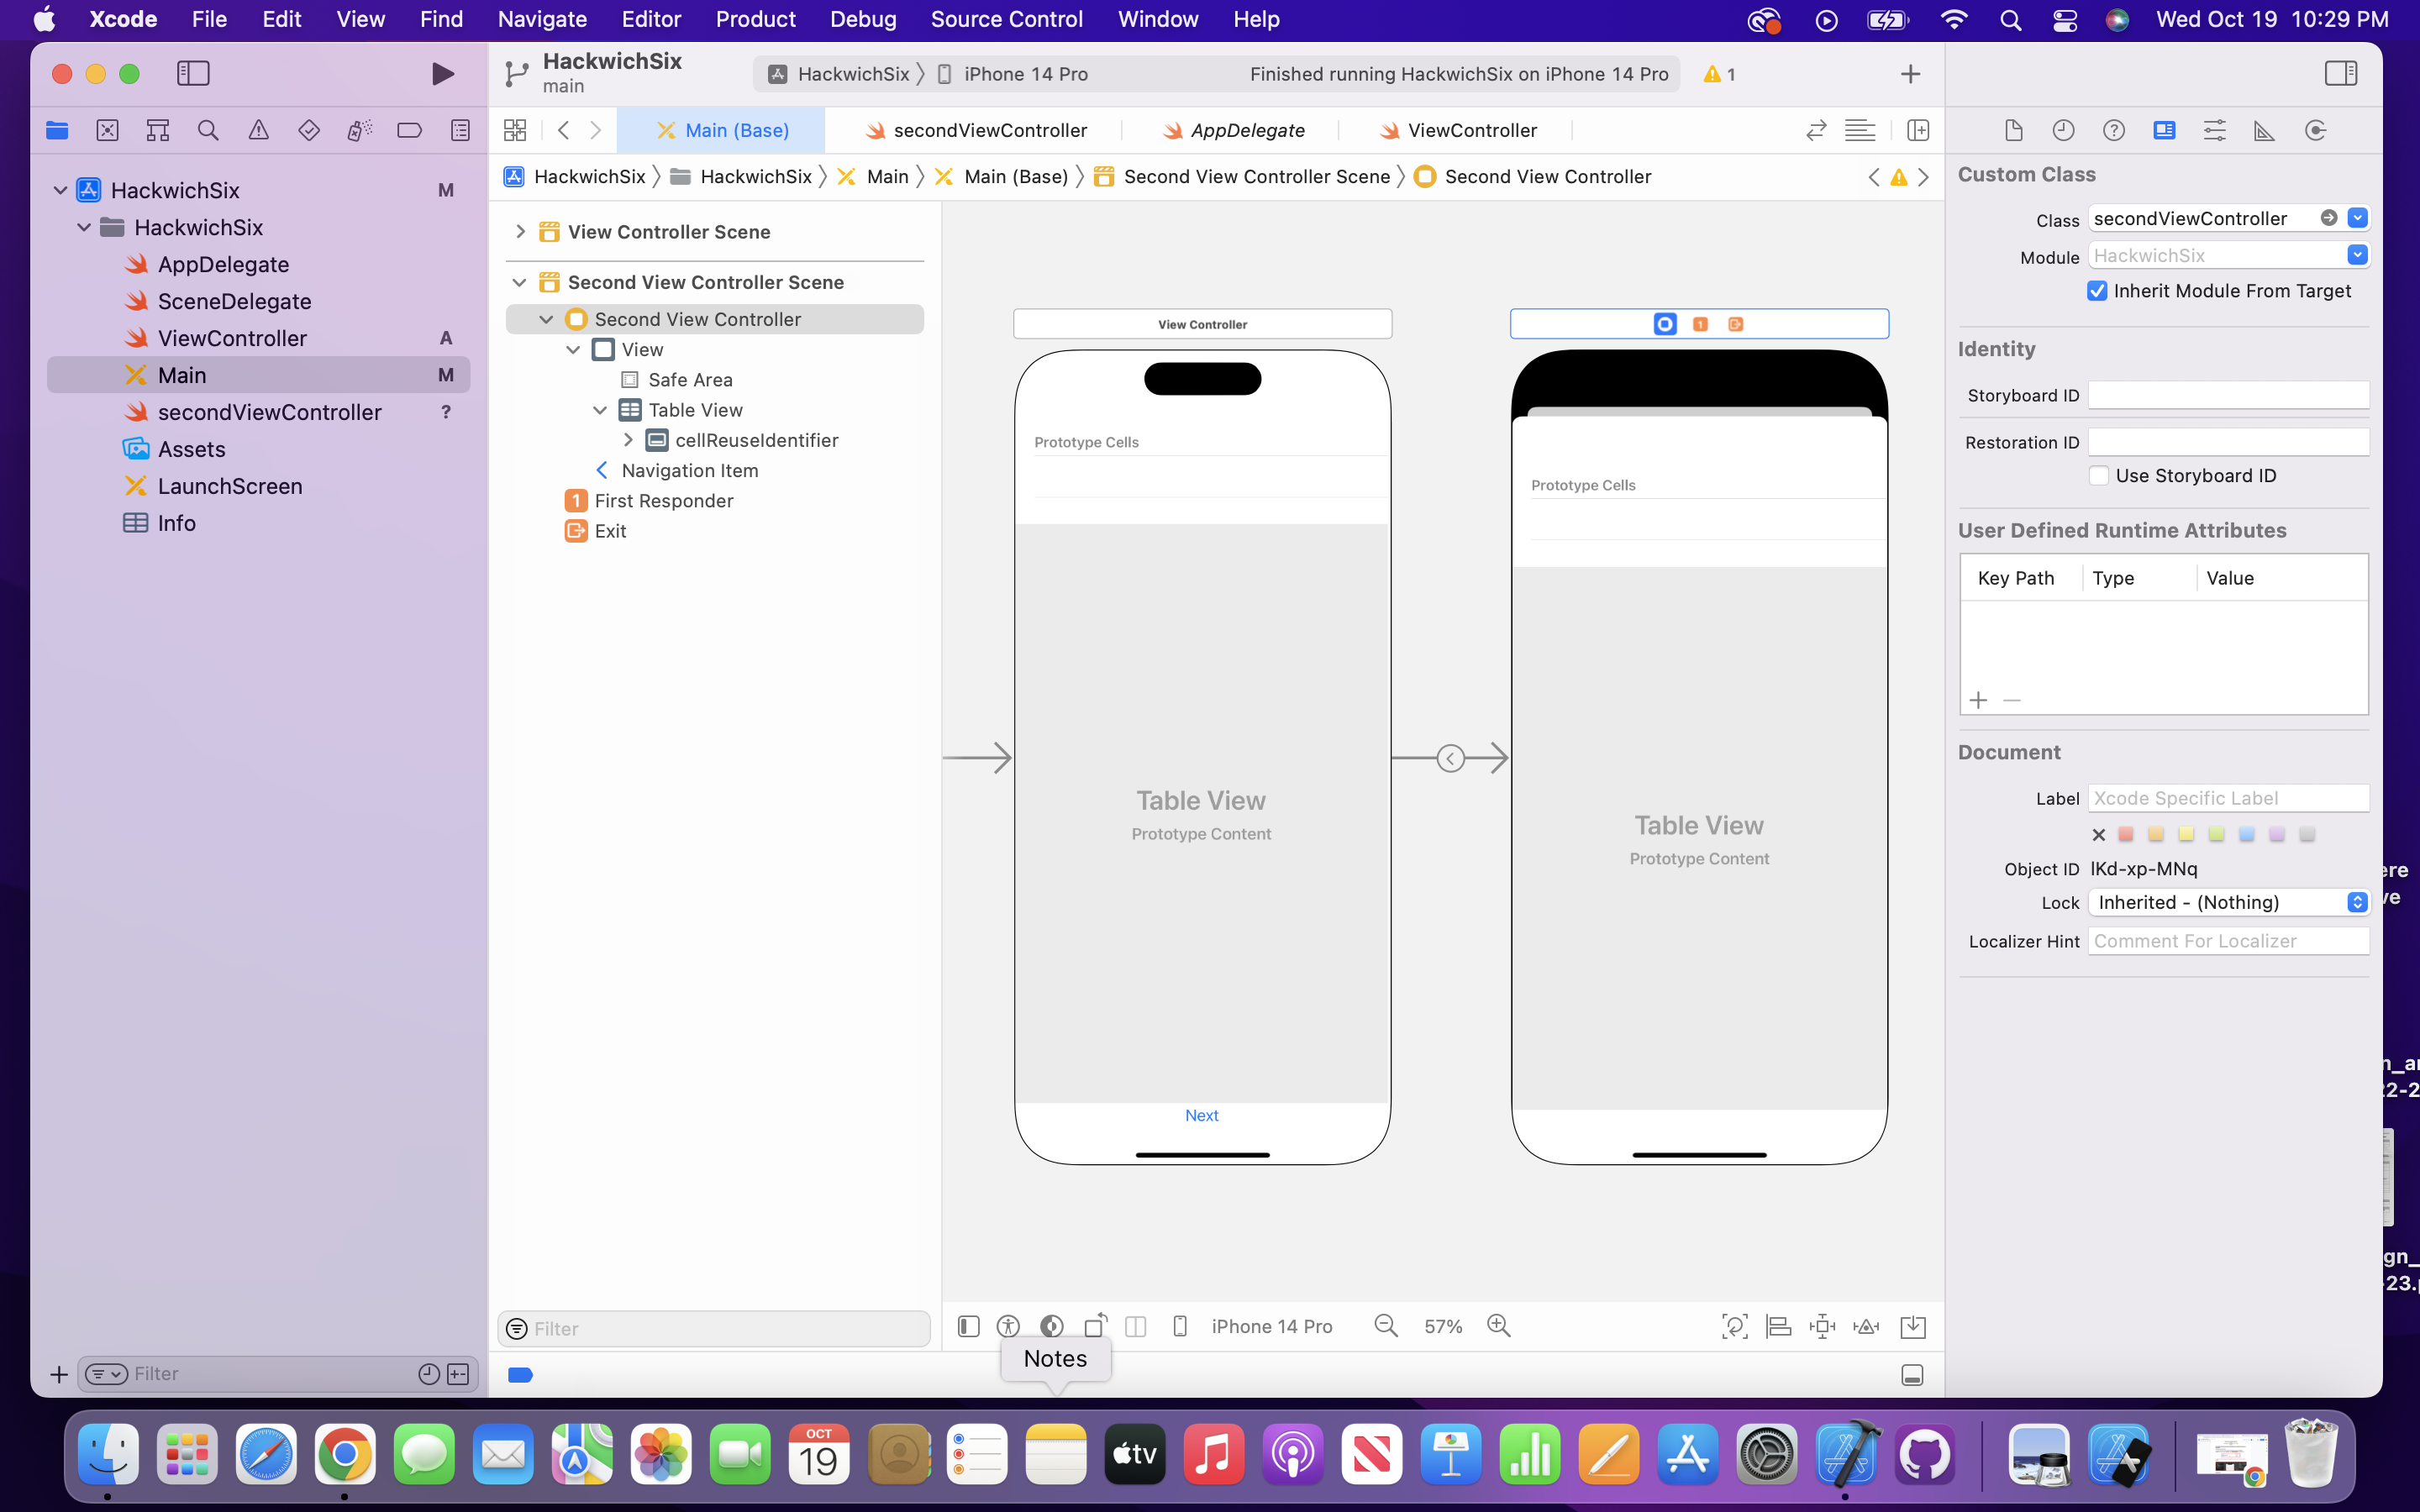 Xcode File Edit View Find Navigate Editor Product Debug Source Control Window Help Wed Oct 19 10:29 PM
HackwichSix
main
HackwichSix iPhone 14 Pro Finished running HackwichSix on iPhone 14 Pro 1
Main (Base) secondViewController AppDelegate ViewController
HackwichSix HackwichSix Main Main (Base) Second View Controller Scene Second View Controller
HackwichSix M
HackwichSix
AppDelegate
SceneDelegate
ViewController A
Main M
secondViewController ?
Assets
LaunchScreen
Info
Filter
View Controller Scene
Second View Controller Scene
Second View Controller
View
Safe Area
Table View
cellReuseIdentifier
Navigation Item
1 First Responder
Exit
Filter
View Controller
Prototype Cells
Table View
Prototype Content
Next
1
Prototype Cells
Table View
Prototype Content
iPhone 14 Pro 57%
Notes
Custom Class
Class secondViewController
Module HackwichSix
Inherit Module From Target
Identity
Storyboard ID
Restoration ID
Use Storyboard ID
User Defined Runtime Attributes
Key Path Type Value
Document
Label Xcode Specific Label
Object ID lKd-xp-MNq
Lock Inherited - (Nothing)
Localizer Hint Comment For Localizer
OCT
19
tv